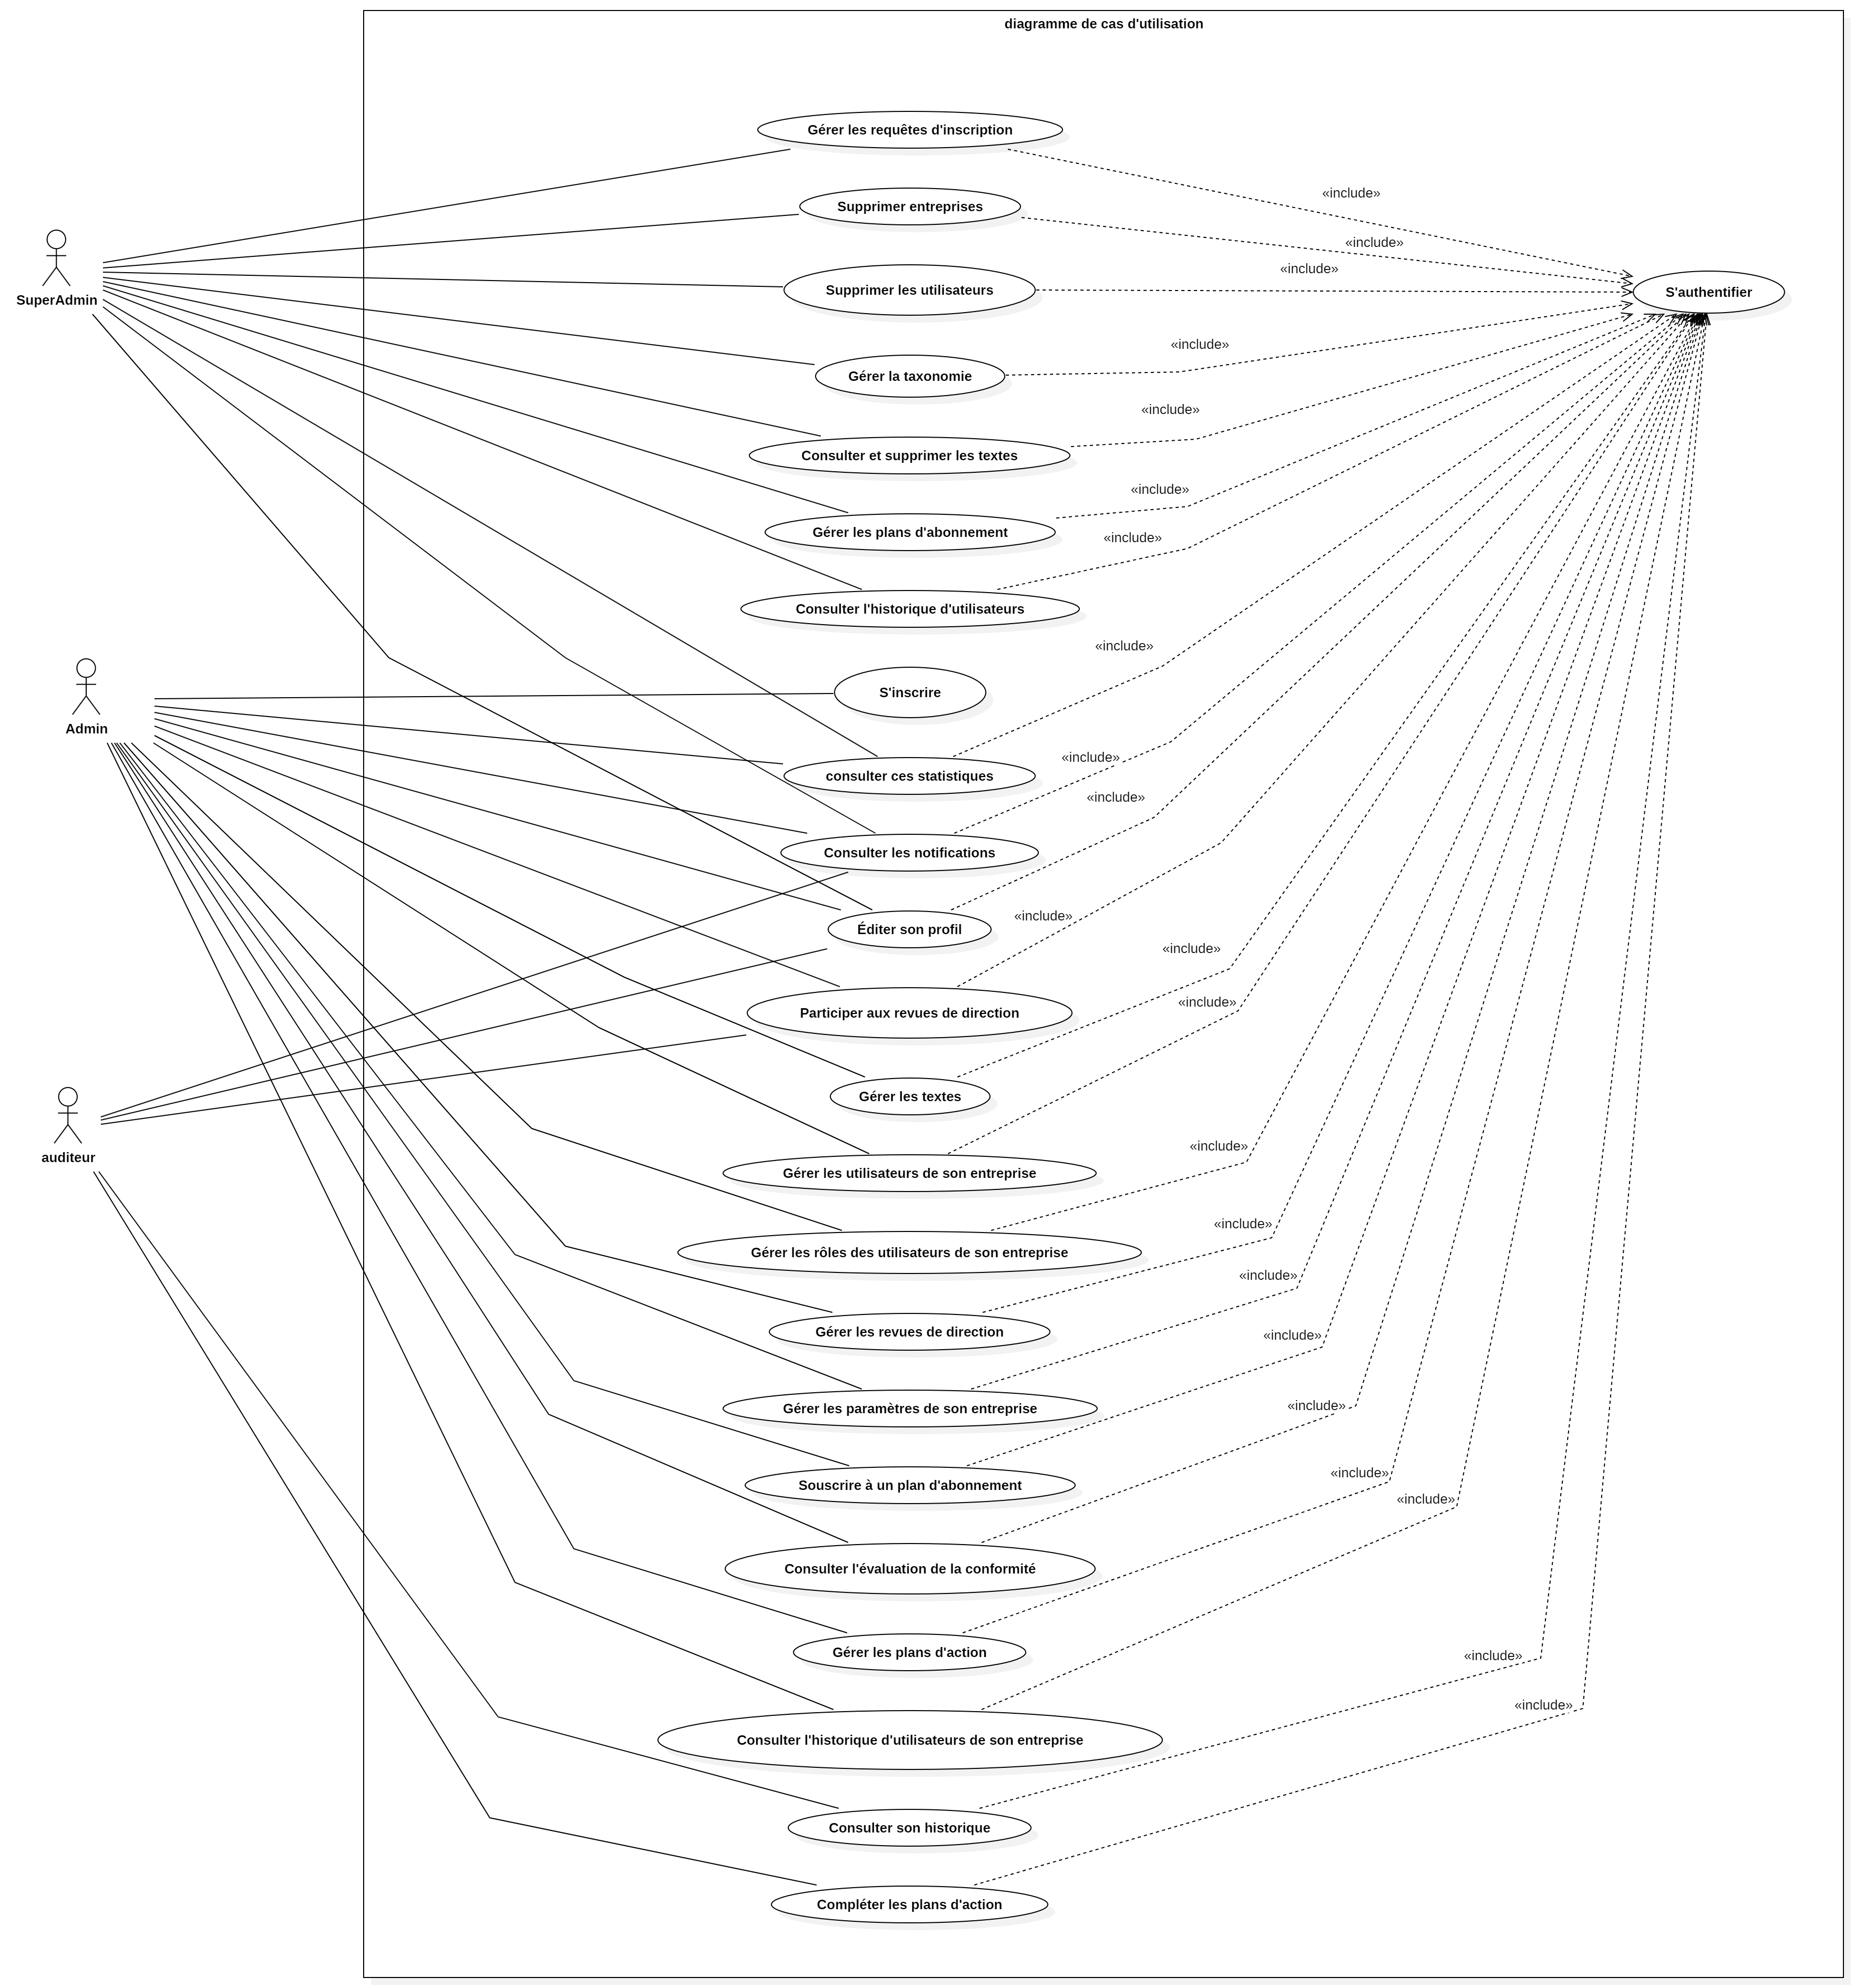 diagramme de cas d'utilisation
Gérer les requêtes d'inscription
«include»
Supprimer entreprises
«include»
«include»
Supprimer les utilisateurs
S'authentifier
SuperAdmin
«include»
Gérer la taxonomie
«include»
Consulter et supprimer les textes
«include»
Gérer les plans d'abonnement
«include»
Consulter l'historique d'utilisateurs
«include»
S'inscrire
Admin
«include»
consulter ces statistiques
«include»
Consulter les notifications
«include»
Éditer son profil
«include»
«include»
Participer aux revues de direction
Gérer les textes
«include»
auditeur
Gérer les utilisateurs de son entreprise
«include»
Gérer les rôles des utilisateurs de son entreprise
«include»
Gérer les revues de direction
«include»
Gérer les paramètres de son entreprise
«include»
«include»
Souscrire à un plan d'abonnement
«include»
Consulter l'évaluation de la conformité
Gérer les plans d'action
«include»
«include»
Consulter l'historique d'utilisateurs de son entreprise
Consulter son historique
Compléter les plans d'action